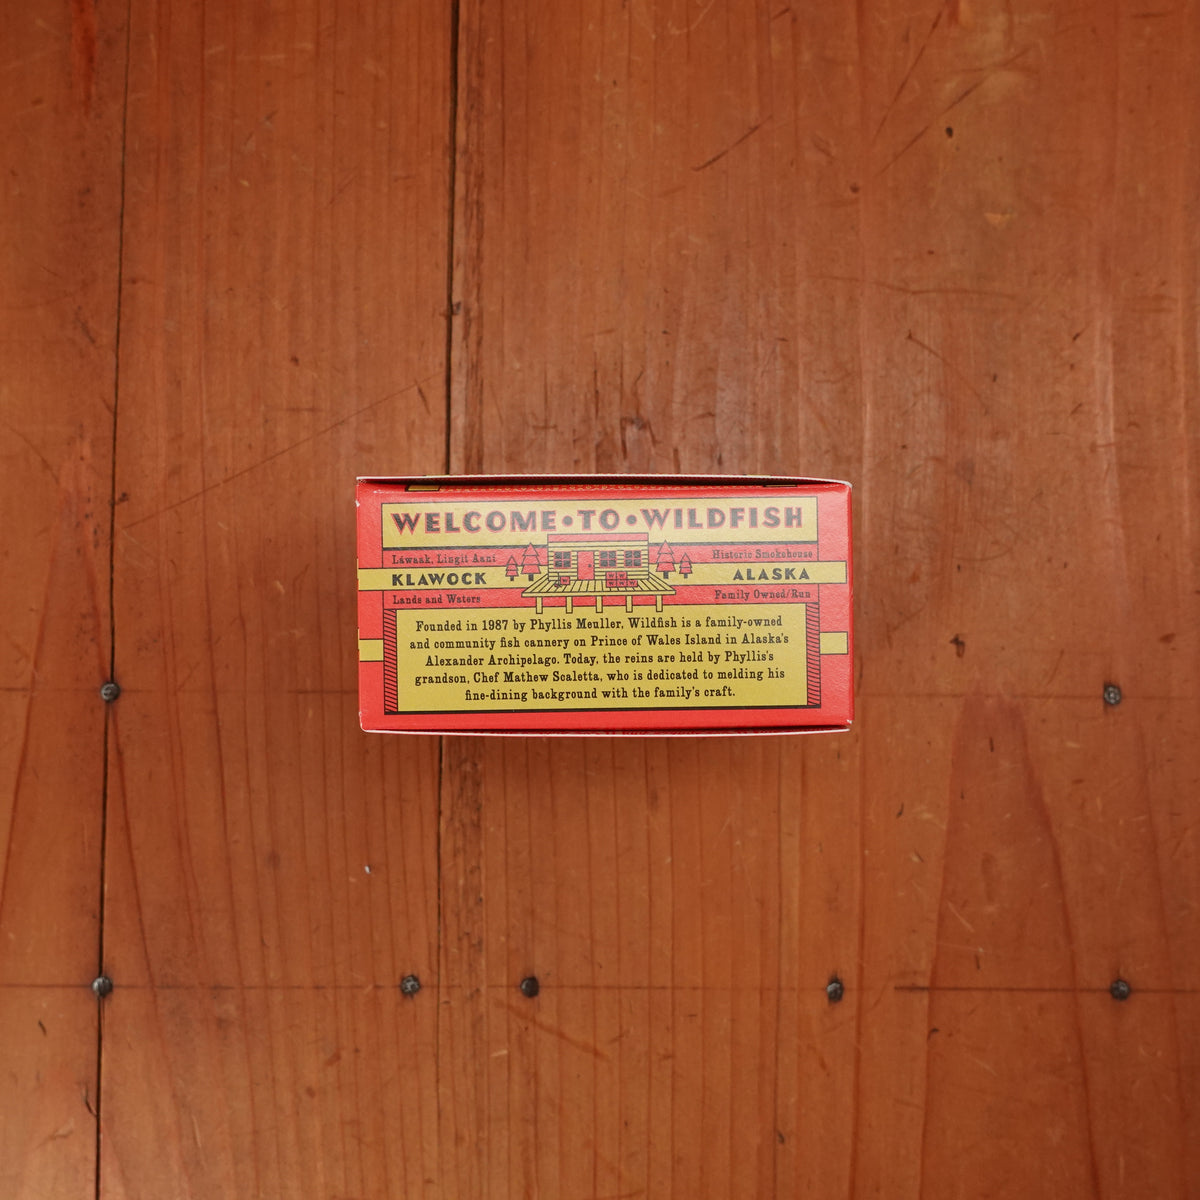 WELCOME•TO•WILDFISH
Láwaak, Lingít Aaní
Historic Smokehouse
KLAWOCK
ALASKA
Lands and Waters
Family Owned/Run
Founded in 1987 by Phyllis Meuller, Wildfish is a family-owned
and community fish cannery on Prince of Wales Island in Alaska's
Alexander Archipelago. Today, the reins are held by Phyllis's
grandson, Chef Mathew Scaletta, who is dedicated to melding his
fine-dining background with the family's craft.